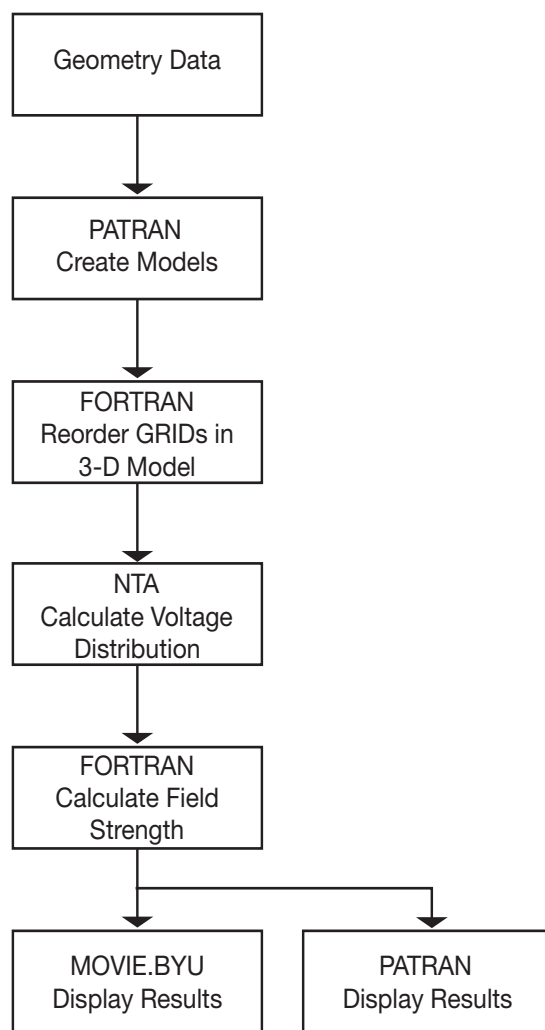 Geometry Data
PATRAN
Create Models
FORTRAN
Reorder GRIDs in
3-D Model
NTA
Calculate Voltage
Distribution
FORTRAN
Calculate Field
Strength
MOVIE.BYU
Display Results
PATRAN
Display Results